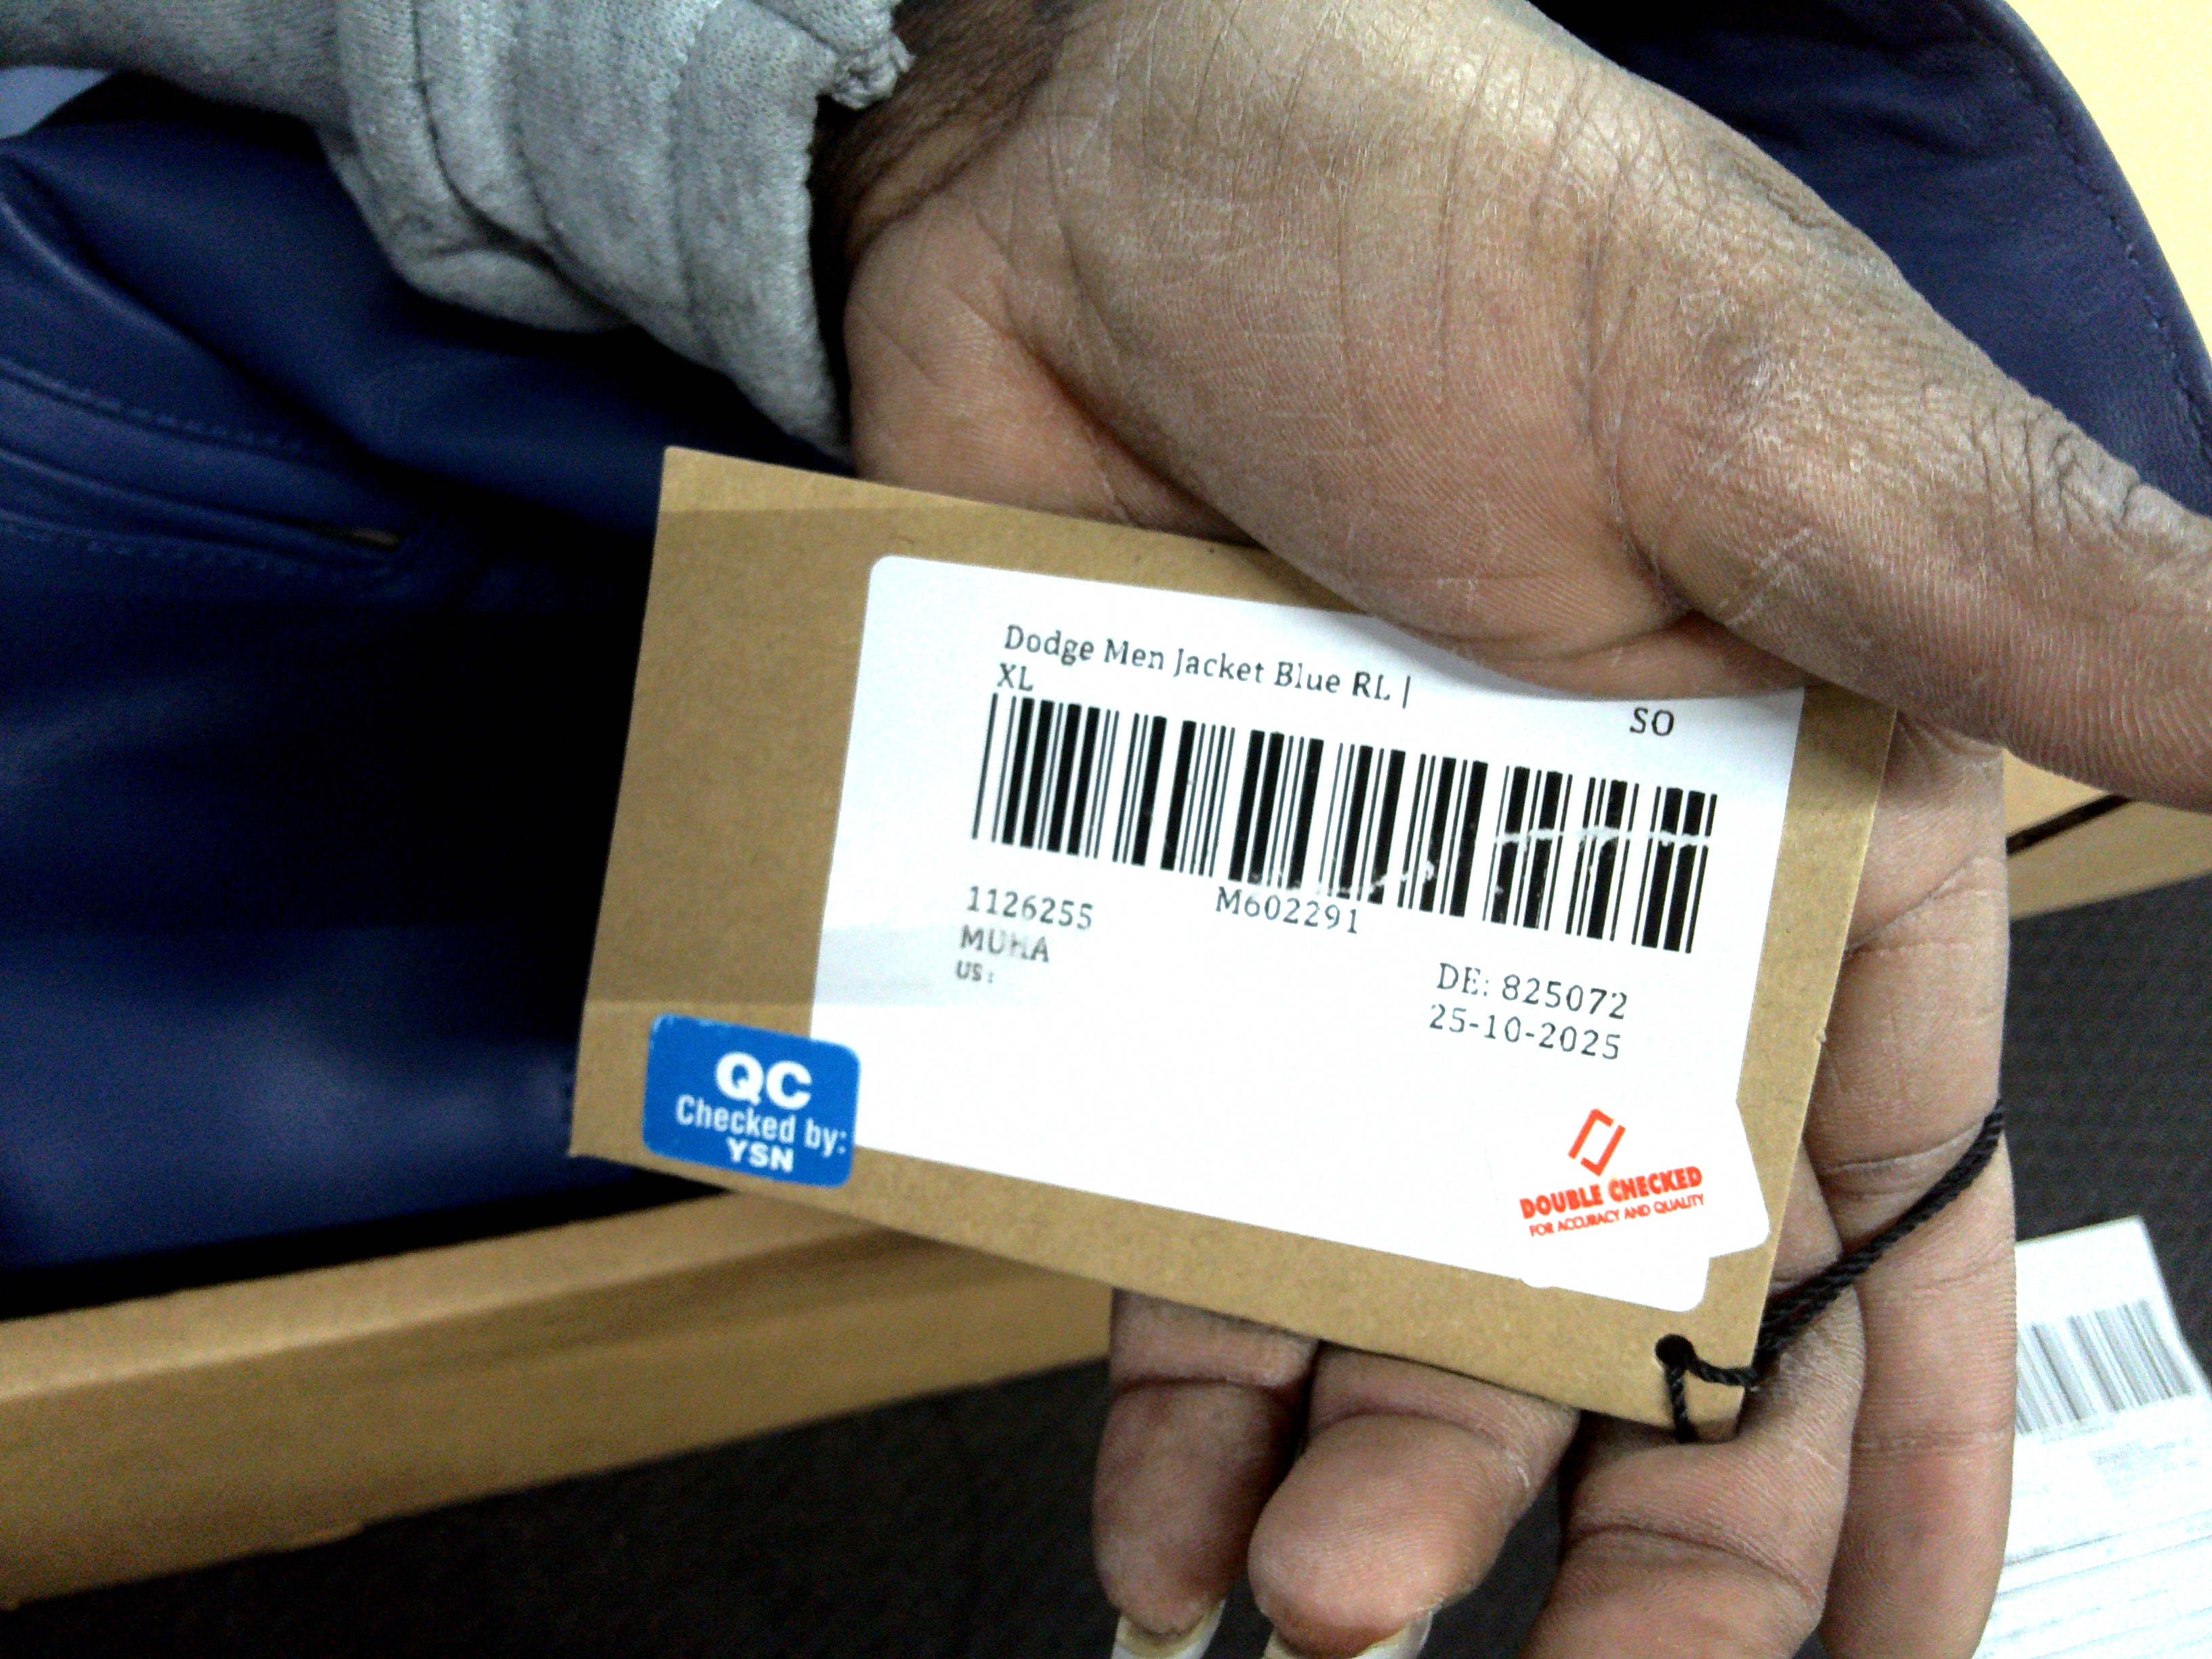 Dodge Men Jacket Blue RL |
XL
SO
1126255
M602291
MUHA
US:
DE: 825072
25-10-2025
QC
Checked by:
YSN
DOUBLE CHECKED
FOR ACCURACY AND QUALITY